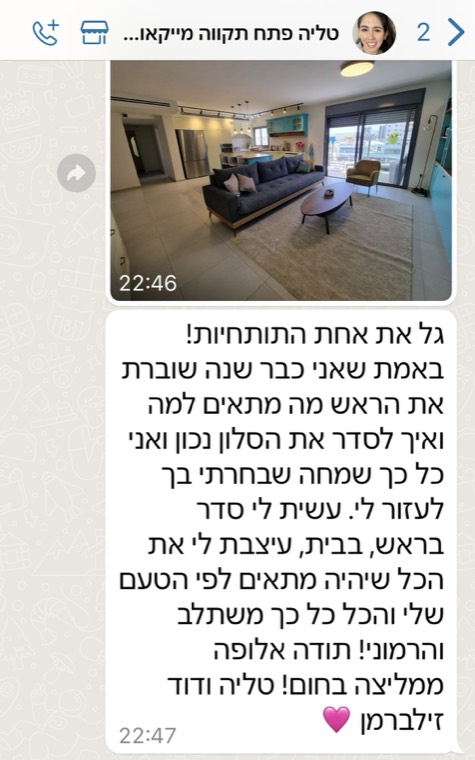 טליה פתח תקווה מייקאו... 2
22:46
גל את אחת התותחיות!
באמת שאני כבר שנה שוברת
את הראש מה מתאים למה
ואיך לסדר את הסלון נכון ואני
כל כך שמחה שבחרתי בך
לעזור לי. עשית לי סדר
בראש, בבית, עיצבת לי את
הכל שיהיה מתאים לפי הטעם
שלי והכל כל כך משתלב
והרמוני! תודה אלופה
ממליצה בחום! טליה ודוד
זילברמן 💗
22:47